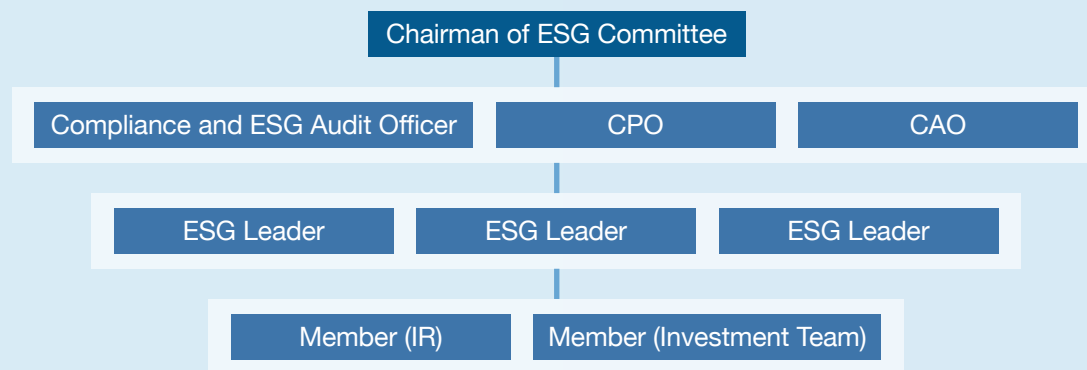 Chairman of ESG Committee
Compliance and ESG Audit Officer
CPO
CAO
ESG Leader
ESG Leader
ESG Leader
Member (IR)
Member (Investment Team)